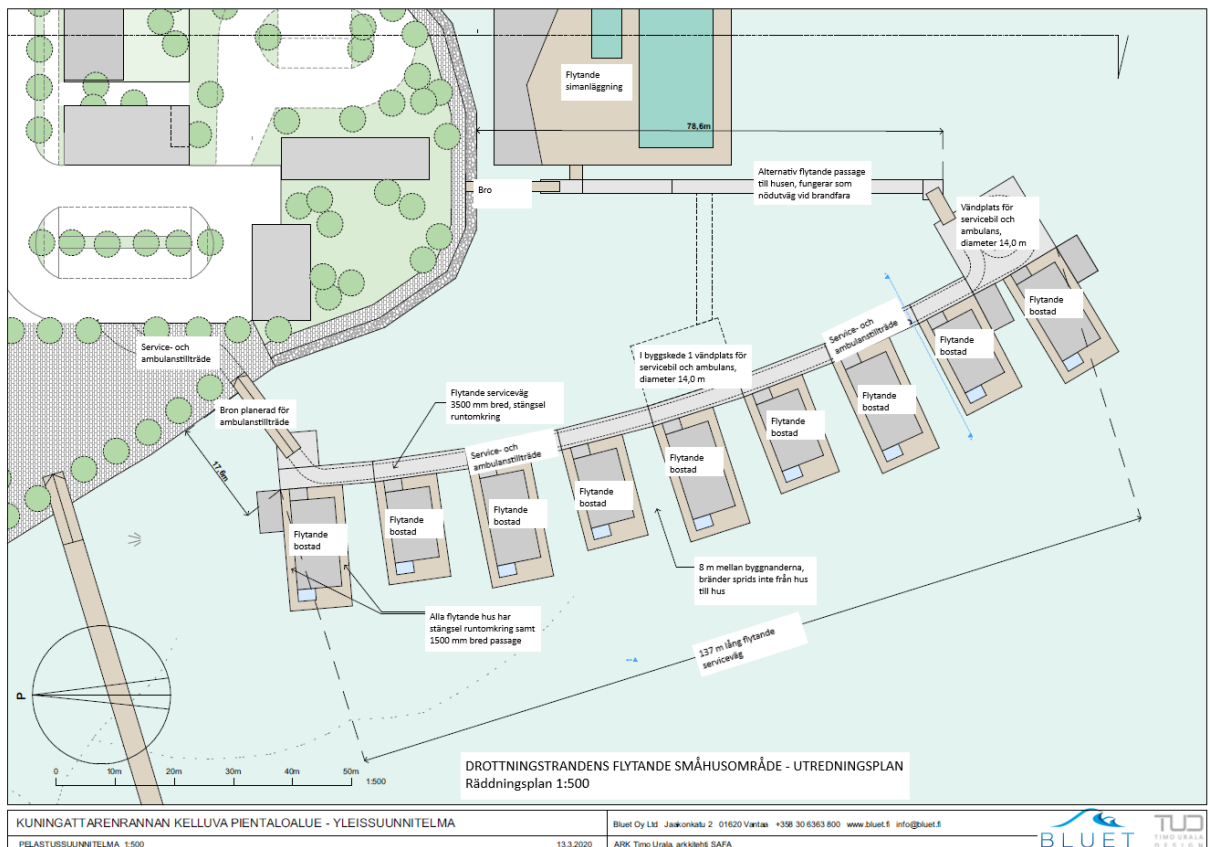 Flytande
simanläggning
78,6m
Bro
Alternativ flytande passage
till husen, fungerar som
nödutväg vid brandfara
Vändplats för
servicebil och
ambulans,
diameter 14,0 m
Service- och
ambulanstillträde
I byggskede 1 vändplats för
servicebil och ambulans,
diameter 14,0 m
Service- och
ambulanstillträde
Flytande
bostad
Flytande
bostad
Flytande
bostad
Flytande
bostad
Flytande
bostad
Flytande
bostad
Flytande
bostad
Flytande
bostad
Flytande
bostad
Bron planerad för
ambulanstillträde
Flytande serviceväg
3500 mm bred, stängsel
runtomkring
Service- och
ambulanstillträde
17,6m
8 m mellan byggnanderna,
bränder sprids inte från hus
till hus
Alla flytande hus har
stängsel runtomkring samt
1500 mm bred passage
137 m lång flytande
serviceväg
P
0 10m 20m 30m 40m 50m 1:500
DROTTNINGSTRANDENS FLYTANDE SMÅHUSOMRÅDE - UTREDNINGSPLAN
Räddningsplan 1:500
KUNINGATTARENRANNAN KELLUVA PIENTALOALUE - YLEISSUUNNITELMA
PELASTUSSUUNNITELMA 1:500 13.3.2020
Bluet Oy Ltd Jaakonkatu 2 01620 Vantaa +358 30 6363 800 www.bluet.fi info@bluet.fi
ARK Timo Urala, arkkitehti SAFA
BLUET
TUD
TIMO URALA
DESIGN